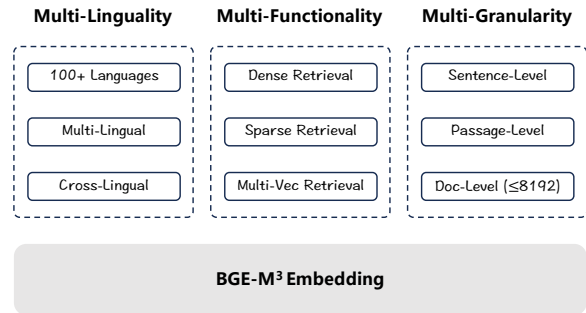 Multi-Linguality
100+ Languages
Multi-Lingual
Cross-Lingual
Multi-Functionality
Dense Retrieval
Sparse Retrieval
Multi-Vec Retrieval
Multi-Granularity
Sentence-Level
Passage-Level
Doc-Level (≤8192)
BGE-M³ Embedding